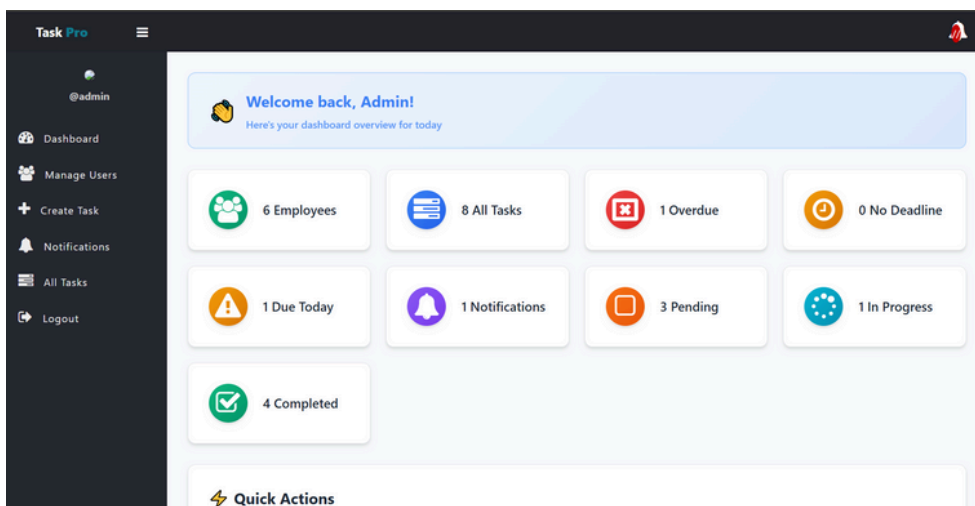 Task Pro
@admin
Dashboard
Manage Users
Create Task
Notifications
All Tasks
Logout
Welcome back, Admin!
Here's your dashboard overview for today
6 Employees
8 All Tasks
1 Overdue
0 No Deadline
1 Due Today
1 Notifications
3 Pending
1 In Progress
4 Completed
Quick Actions